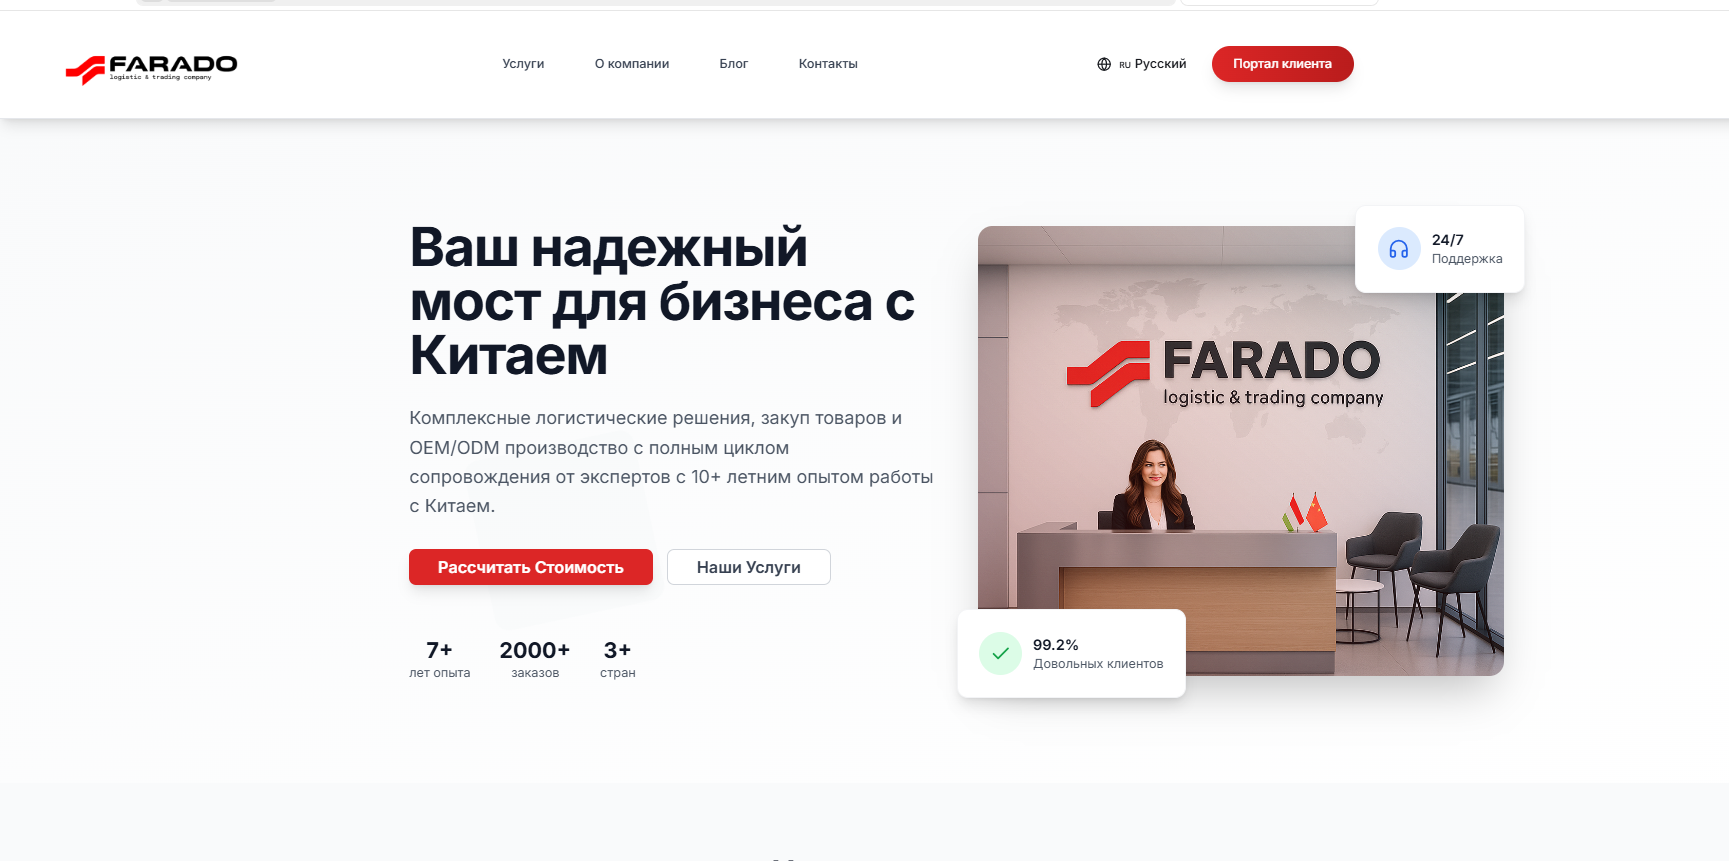 FARADO
logistic & trading company
Услуги
О компании
Блог
Контакты
RU Русский
Портал клиента
Ваш надежный
мост для бизнеса с
Китаем
Комплексные логистические решения, закуп товаров и
OEM/ODM производство с полным циклом
сопровождения от экспертов с 10+ летним опытом работы
с Китаем.
Рассчитать Стоимость
Наши Услуги
7+
лет опыта
2000+
заказов
3+
стран
24/7
Поддержка
FARADO
logistic & trading company
99.2%
Довольных клиентов